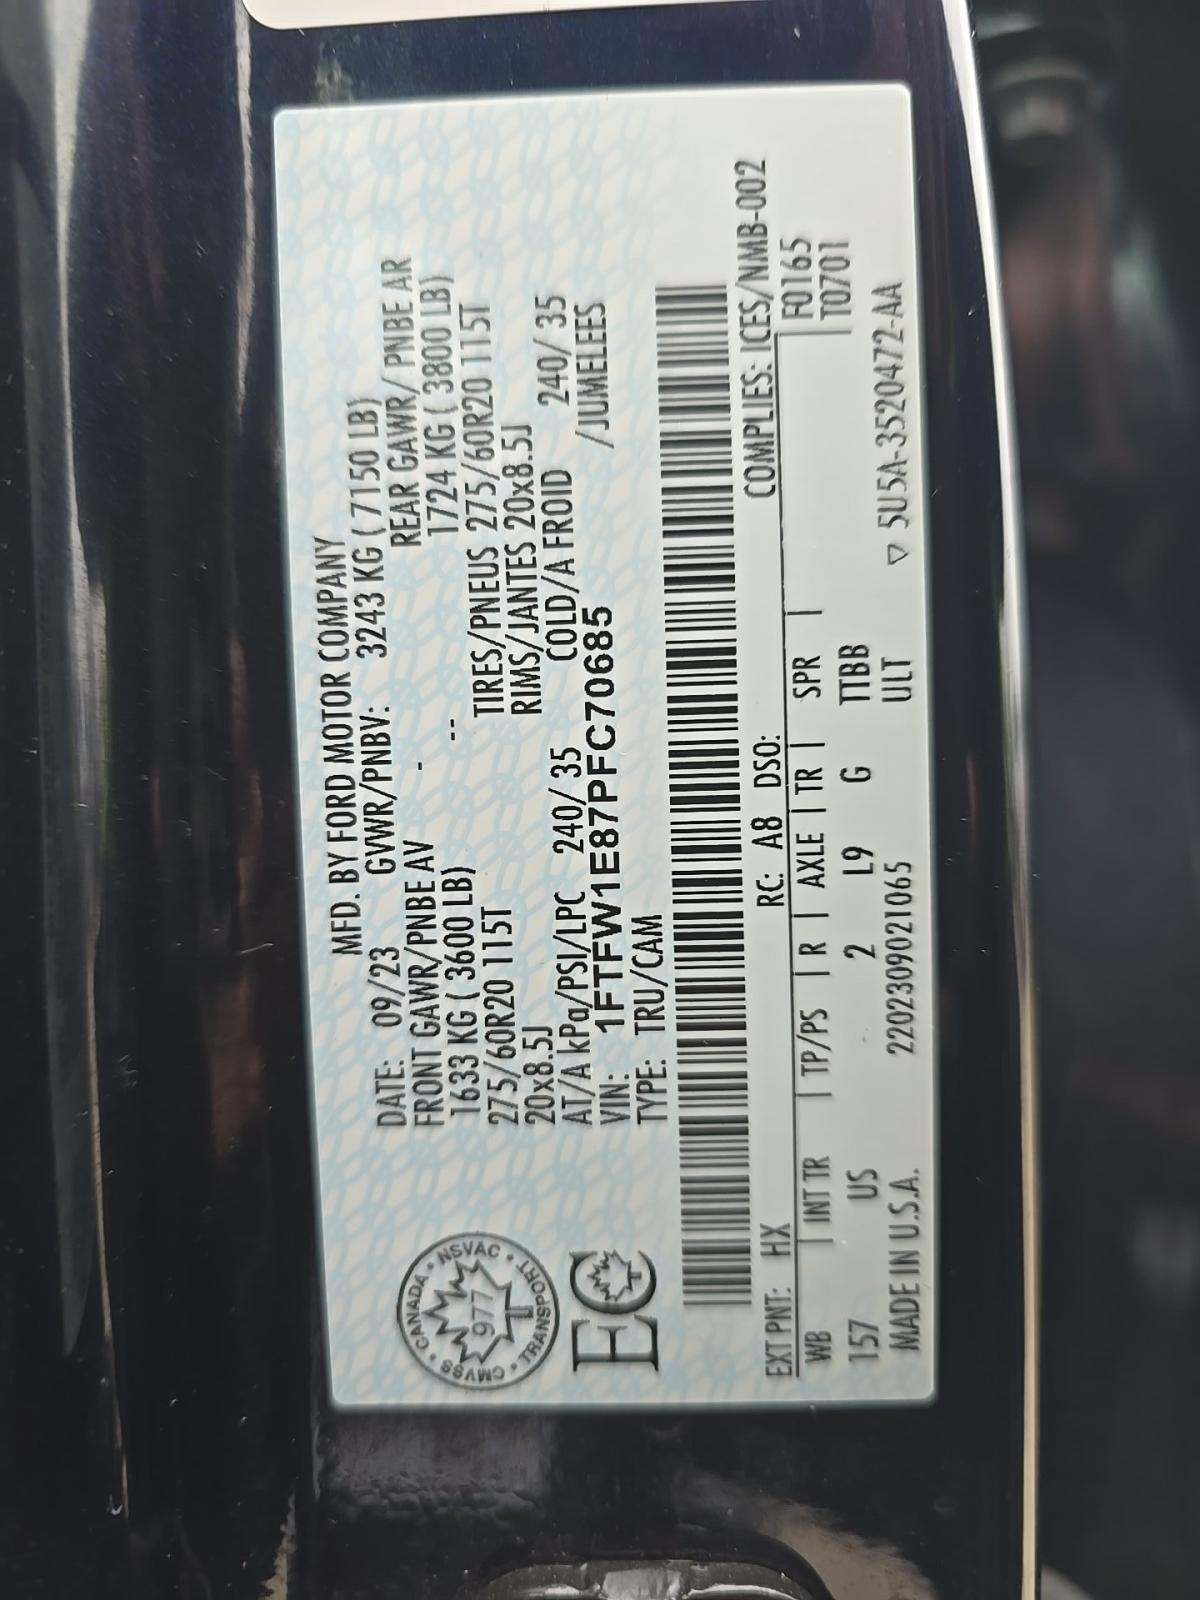 MFD. BY FORD MOTOR COMPANY
DATE: 09/23 GVWR/PNBV: 3243 KG ( 7150 LB)
FRONT GAWR/PNBE AV - REAR GAWR/ PNBE AR
1633 KG ( 3600 LB) -- 1724 KG ( 3800 LB)
275/60R20 115T TIRES/PNEUS 275/60R20 115T
20x8.5J RIMS/JANTES 20x8.5J
AT/A kPa/PSI/LPC 240/ 35 COLD/A FROID 240/ 35
VIN: 1FTFW1E87PFC70685 /JUMELEES
TYPE: TRU/CAM
CANADA • NSVAC • TRANSPORT • CMVSS •
977
T
EC
COMPLIES: ICES/NMB-002
EXT PNT: HX RC: A8 DSO: F0165
WB | INT TR | TP/PS | R | AXLE | TR | SPR | | T0701
157 US 2 L9 G TTBB
MADE IN U.S.A. 2202309021065 ULT ▽ 5U5A-3520472-AA